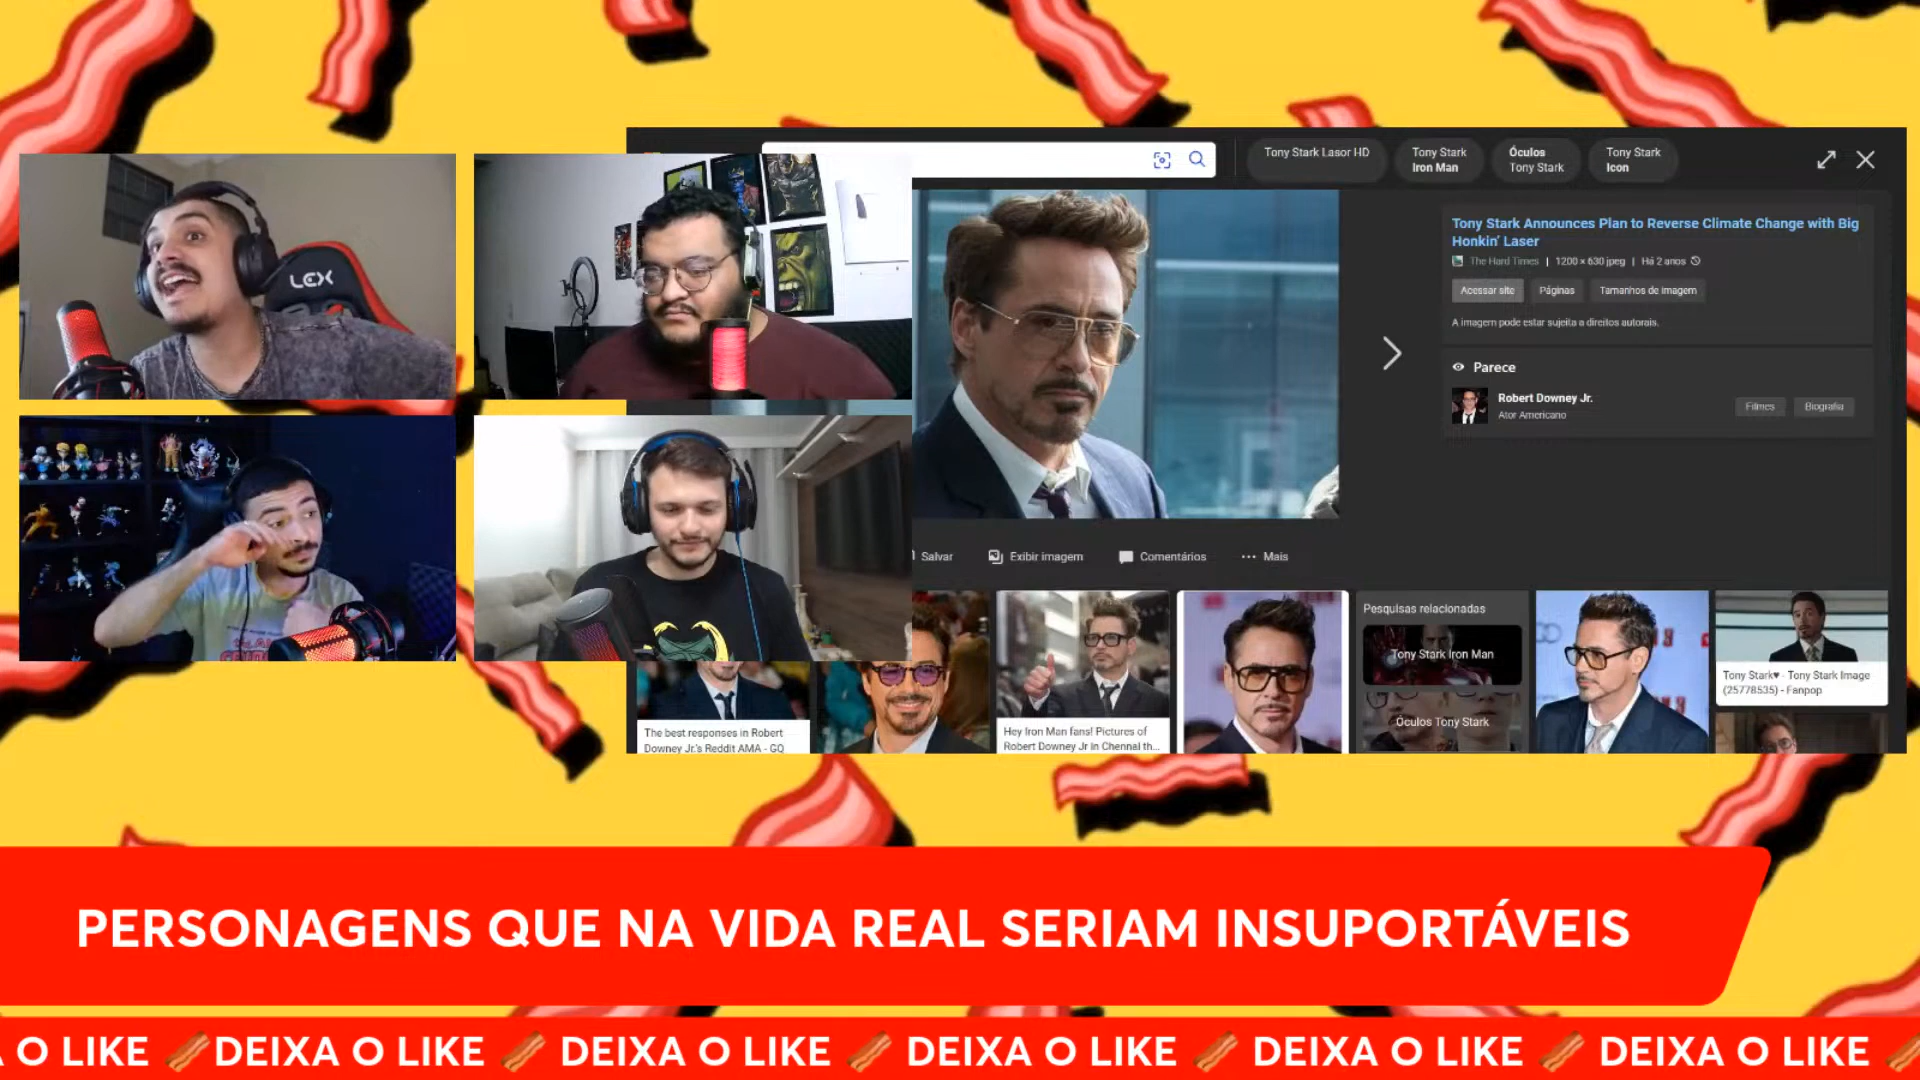 Tony Stark Lasor HD
Tony Stark
Iron Man
Óculos
Tony Stark
Tony Stark
Icon
LEX
Tony Stark Announces Plan to Reverse Climate Change with Big
Honkin' Laser
The Hard Times | 1200 × 630 jpeg | Há 2 anos
Acessar site
Páginas
Tamanhos de imagem
A imagem pode estar sujeita a direitos autorais.
Parece
Robert Downey Jr.
Ator Americano
Filmes
Biografia
Salvar
Exibir imagem
Comentários
Mais
Pesquisas relacionadas
Tony Stark Iron Man
Óculos Tony Stark
The best responses in Robert
Downey Jr.'s Reddit AMA - GQ
Hey Iron Man fans! Pictures of
Robert Downey Jr in Chennai th...
Tony Stark♥ - Tony Stark Image
(25778535) - Fanpop
PERSONAGENS QUE NA VIDA REAL SERIAM INSUPORTÁVEIS
A O LIKE DEIXA O LIKE DEIXA O LIKE DEIXA O LIKE DEIXA O LIKE DEIXA O LIKE